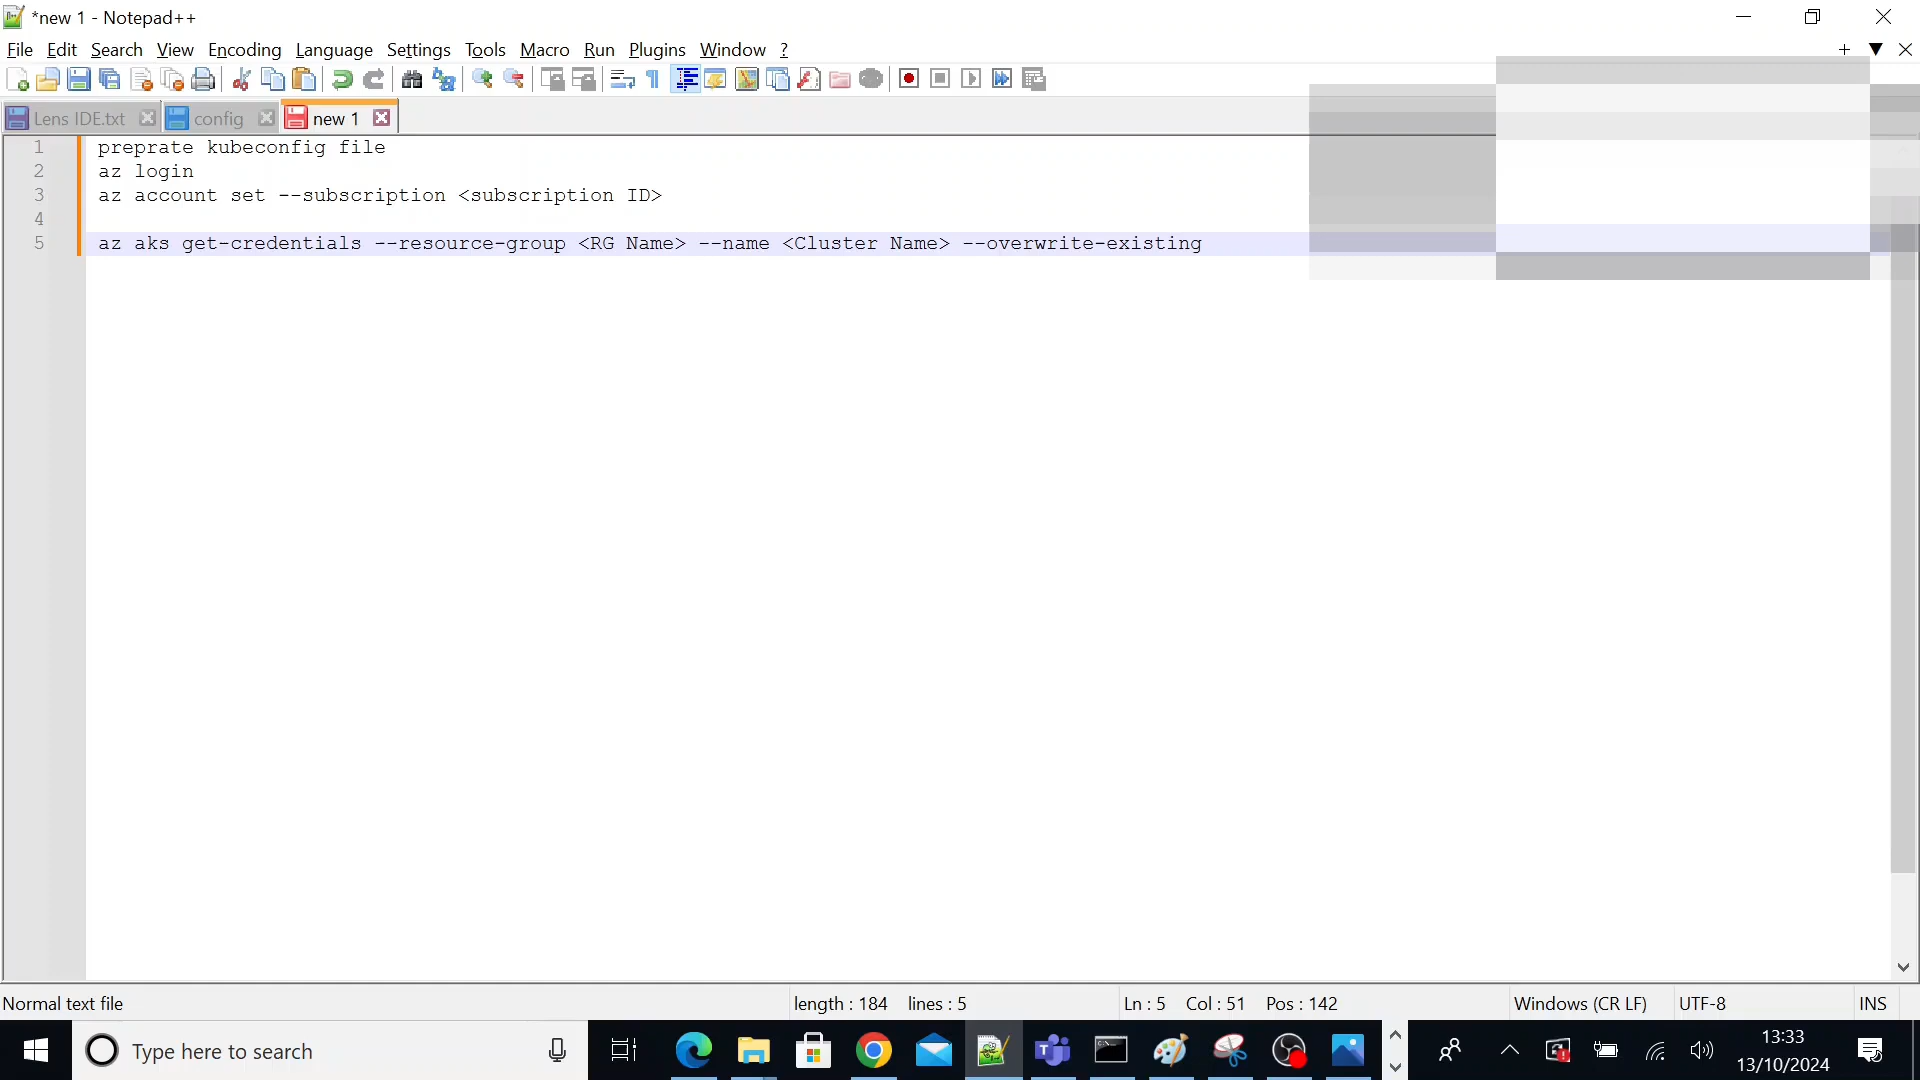 *new 1 - Notepad++
File Edit Search View Encoding Language Settings Tools Macro Run Plugins Window ?
Lens IDE.txt config new 1
1 preprate kubeconfig file
2 az login
3 az account set --subscription <subscription ID>
4
5 az aks get-credentials --resource-group <RG Name> --name <Cluster Name> --overwrite-existing
Normal text file length : 184 lines : 5 Ln : 5 Col : 51 Pos : 142 Windows (CR LF) UTF-8 INS
Type here to search
13:33
13/10/2024